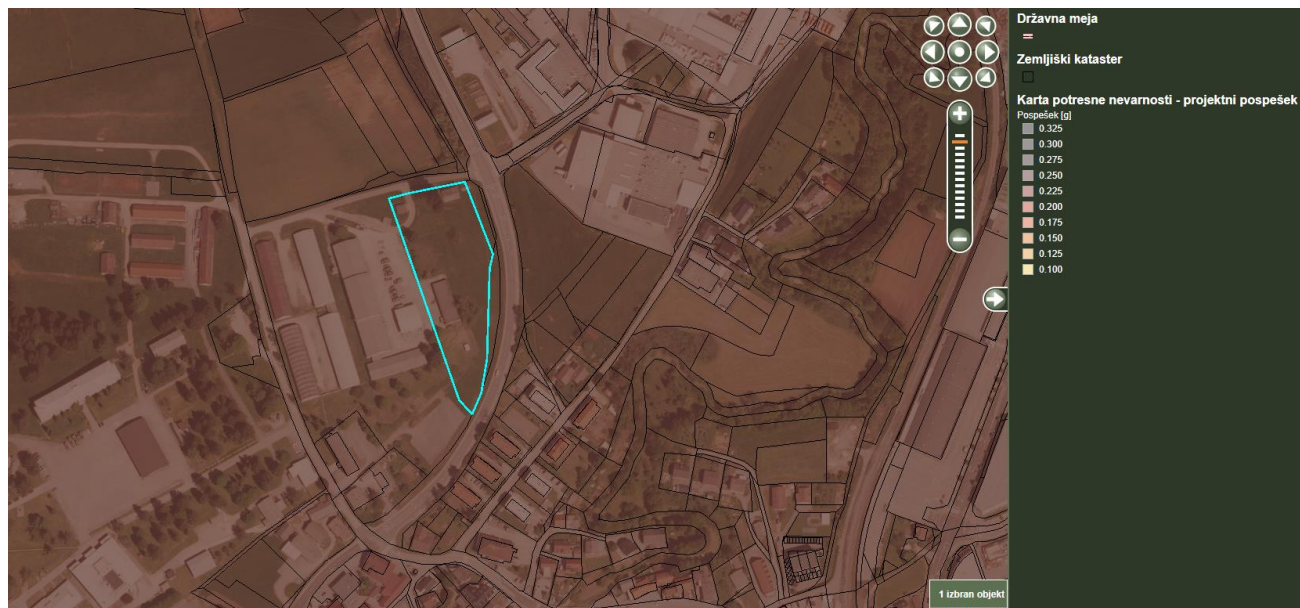 Državna meja
Zemljiški kataster
Karta potresne nevarnosti - projektni pospešek
Pospešek [g]
0.325
0.300
0.275
0.250
0.225
0.200
0.175
0.150
0.125
0.100
1 izbran objekt